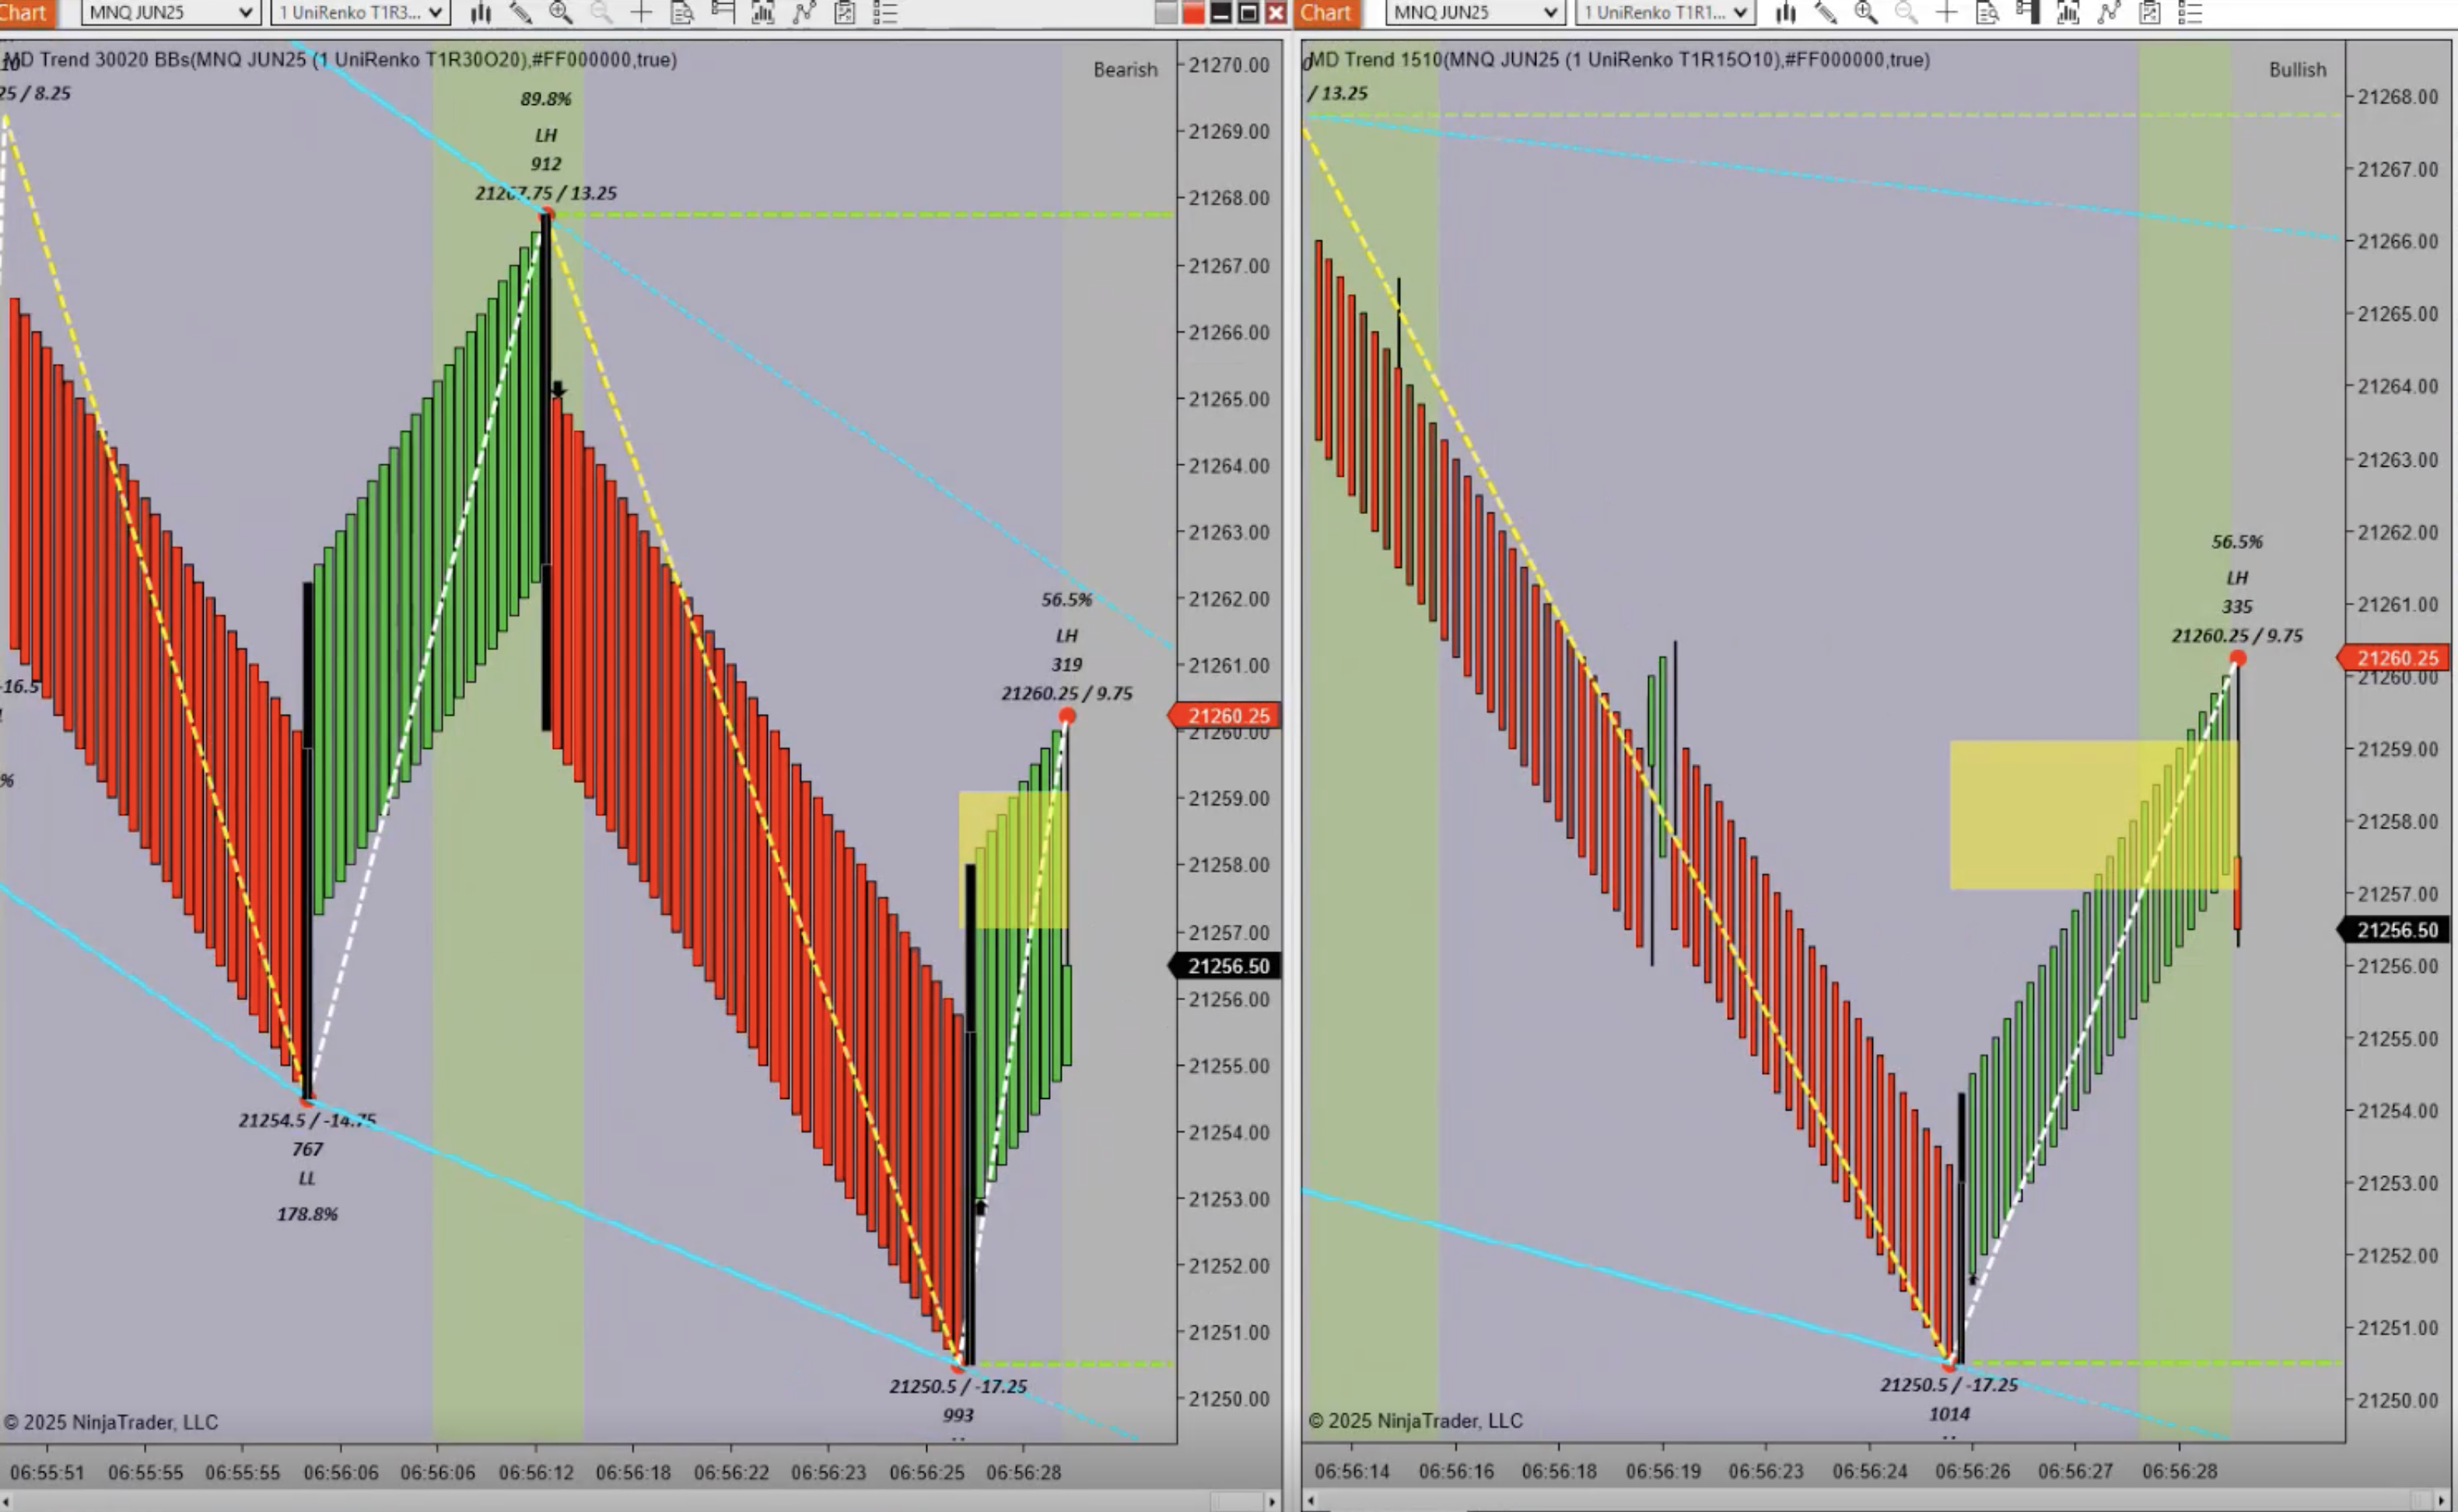 Chart
MNQ JUN25
1 UniRenko T1R3...
MD Trend 30020 BBs(MNQ JUN25 (1 UniRenko T1R30O20),#FF000000,true)
Bearish
25 / 8.25
89.8%
LH
912
21267.75 / 13.25
-16.5
%
21254.5 / -14.75
767
LL
178.8%
56.5%
LH
319
21260.25 / 9.75
21250.5 / -17.25
993
21270.00
21269.00
21268.00
21267.00
21266.00
21265.00
21264.00
21263.00
21262.00
21261.00
21260.25
21260.00
21259.00
21258.00
21257.00
21256.50
21256.00
21255.00
21254.00
21253.00
21252.00
21251.00
21250.00
© 2025 NinjaTrader, LLC
06:55:51 06:55:55 06:55:55 06:56:06 06:56:06 06:56:12 06:56:18 06:56:22 06:56:23 06:56:25 06:56:28
Chart
MNQ JUN25
1 UniRenko T1R1...
MD Trend 1510(MNQ JUN25 (1 UniRenko T1R15O10),#FF000000,true)
Bullish
/ 13.25
56.5%
LH
335
21260.25 / 9.75
21250.5 / -17.25
1014
21268.00
21267.00
21266.00
21265.00
21264.00
21263.00
21262.00
21261.00
21260.25
21260.00
21259.00
21258.00
21257.00
21256.50
21256.00
21255.00
21254.00
21253.00
21252.00
21251.00
21250.00
© 2025 NinjaTrader, LLC
06:56:14 06:56:16 06:56:18 06:56:19 06:56:23 06:56:24 06:56:26 06:56:27 06:56:28